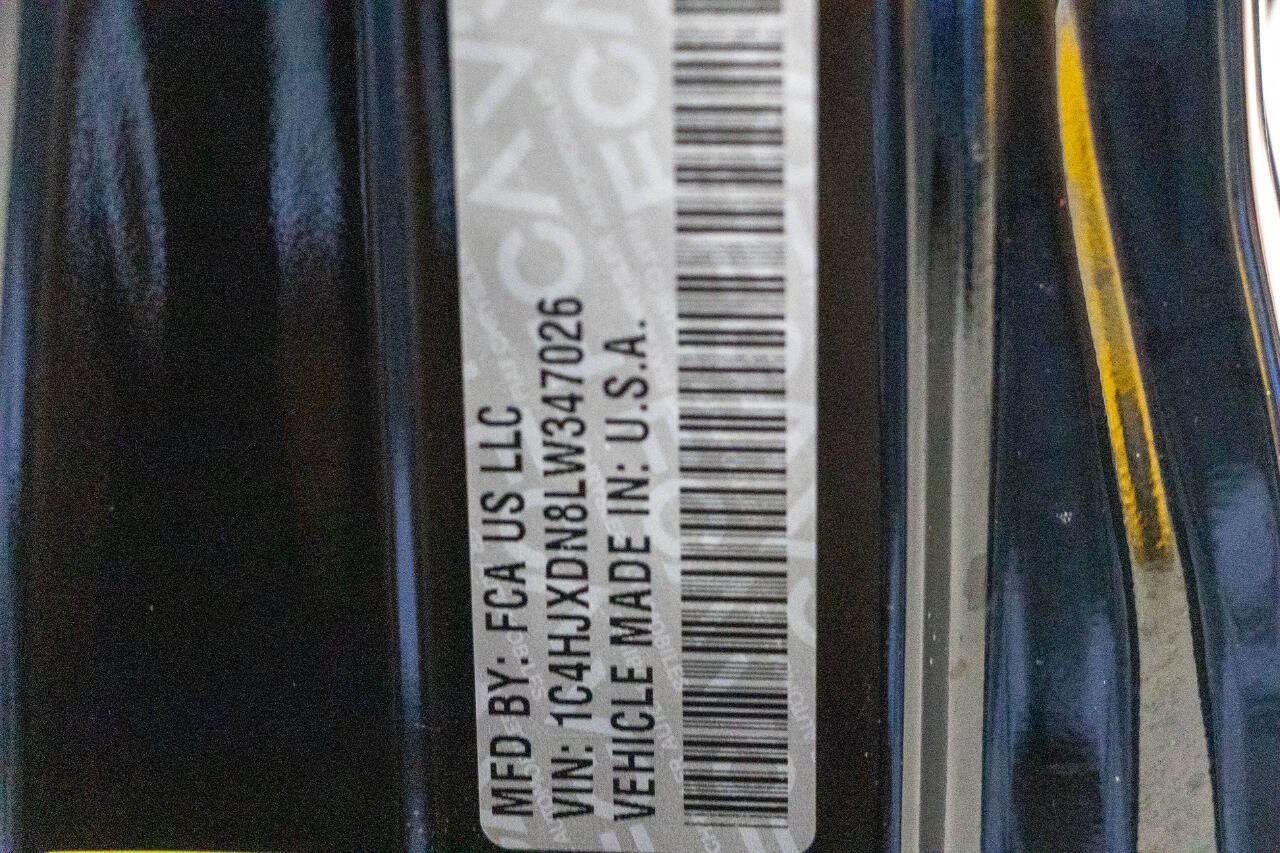 MFD BY: FCA US LLC
VIN: 1C4HJXDN8LW347026
VEHICLE MADE IN: U.S.A.